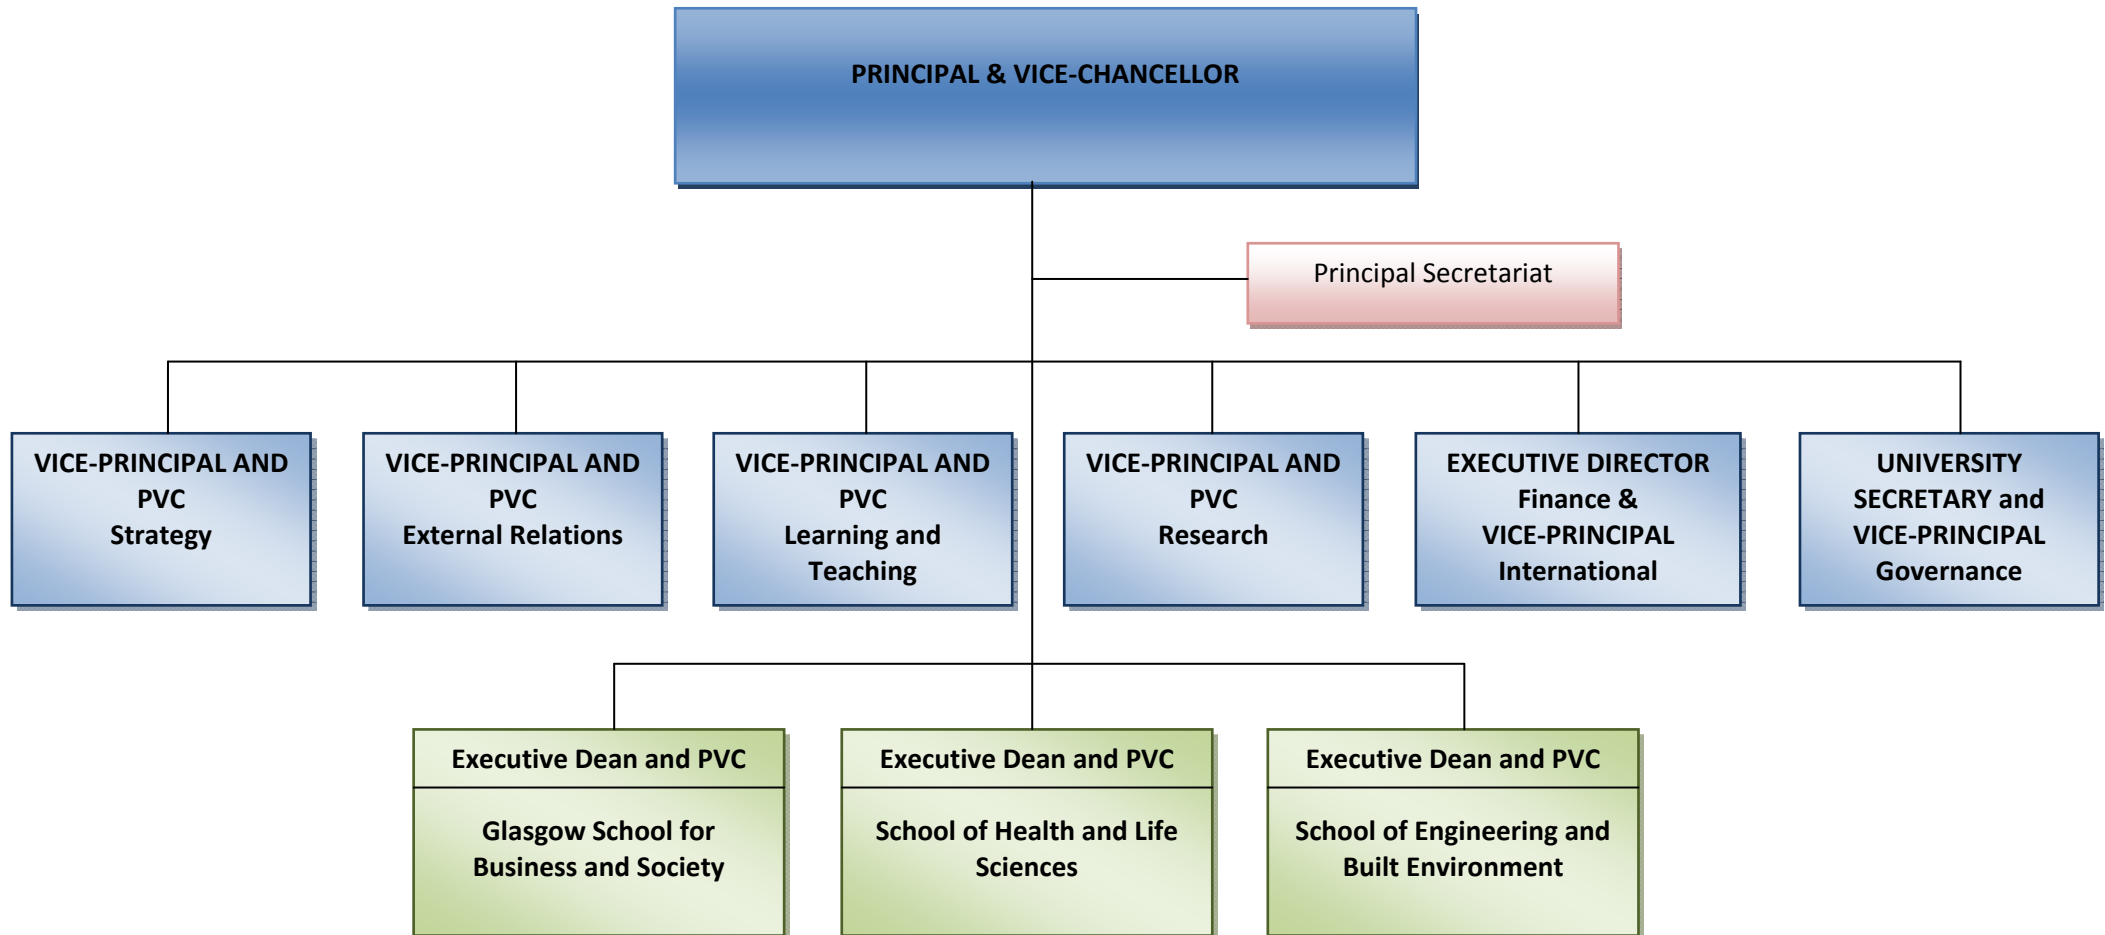 PRINCIPAL & VICE-CHANCELLOR
Principal Secretariat
VICE-PRINCIPAL AND
PVC
Strategy
VICE-PRINCIPAL AND
PVC
External Relations
VICE-PRINCIPAL AND
PVC
Learning and
Teaching
VICE-PRINCIPAL AND
PVC
Research
EXECUTIVE DIRECTOR
Finance &
VICE-PRINCIPAL
International
UNIVERSITY
SECRETARY and
VICE-PRINCIPAL
Governance
Executive Dean and PVC
Glasgow School for
Business and Society
Executive Dean and PVC
School of Health and Life
Sciences
Executive Dean and PVC
School of Engineering and
Built Environment